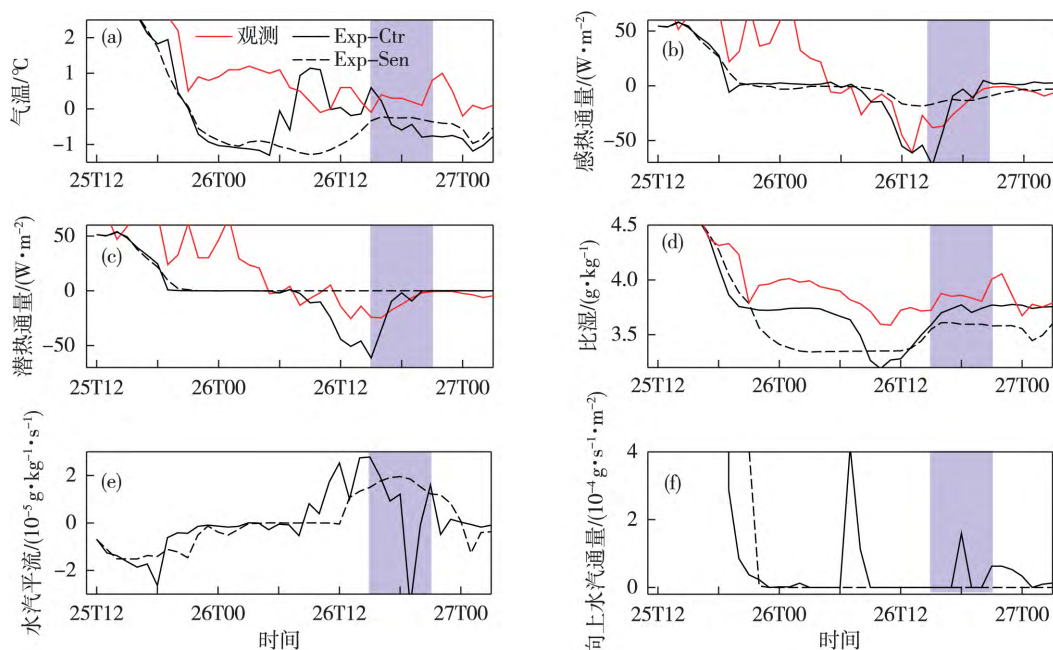 (a)
观测
Exp-Ctr
Exp-Sen
气温/℃
2
1
0
-1
25T12
26T00
26T12
27T00
(b)
感热通量/(W·m⁻²)
50
0
-50
25T12
26T00
26T12
27T00
(c)
潜热通量/(W·m⁻²)
50
0
-50
25T12
26T00
26T12
27T00
(d)
比湿/(g·kg⁻¹)
4.5
4.0
3.5
25T12
26T00
26T12
27T00
(e)
水汽平流/(10⁻⁵ g·kg⁻¹·s⁻¹)
2
0
-2
25T12
26T00
26T12
27T00
时间
(f)
向上水汽通量/(10⁻⁴ g·s⁻¹·m⁻²)
4
2
0
25T12
26T00
26T12
27T00
时间